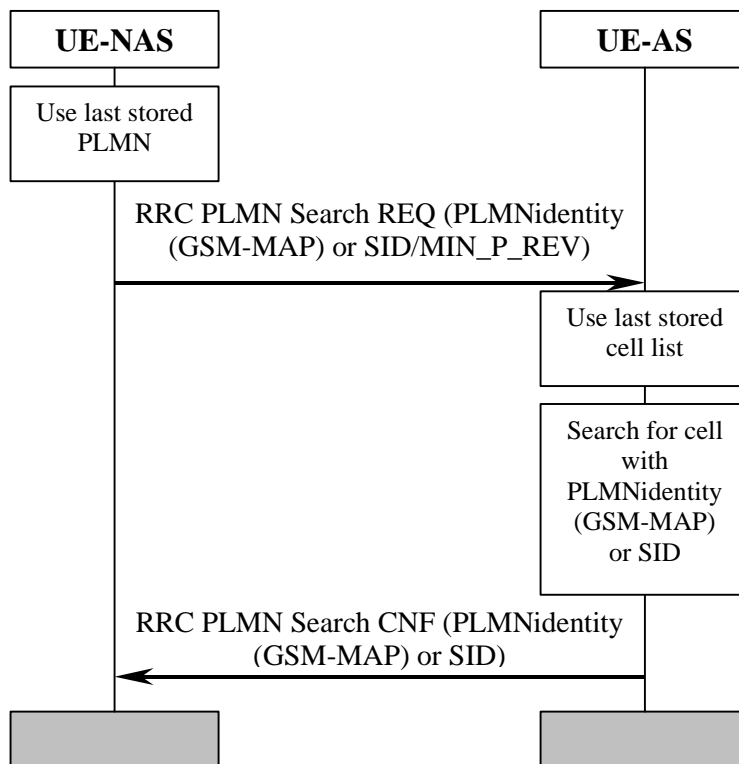 UE-NAS
UE-AS
Use last stored
PLMN
RRC PLMN Search REQ (PLMNidentity
(GSM-MAP) or SID/MIN_P_REV)
Use last stored
cell list
Search for cell
with
PLMNidentity
(GSM-MAP)
or SID
RRC PLMN Search CNF (PLMNidentity
(GSM-MAP) or SID)